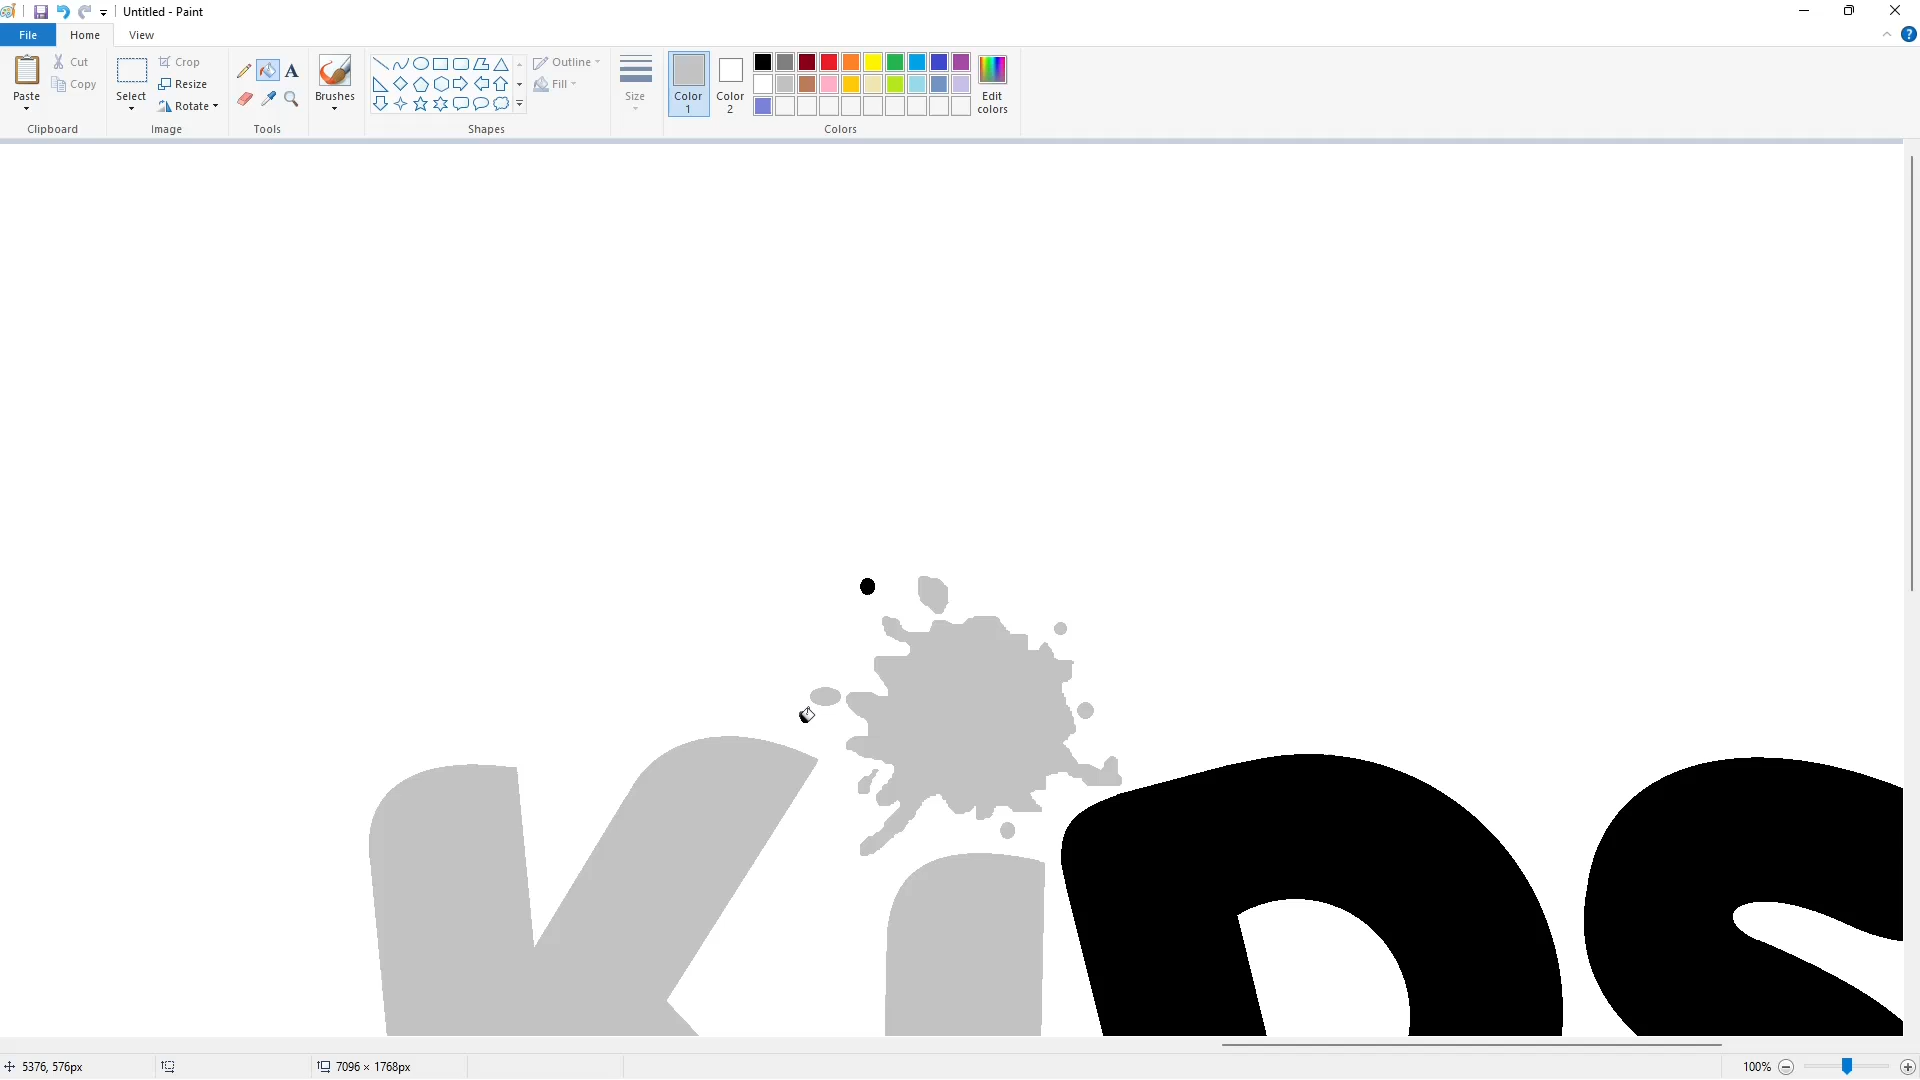 Untitled - Paint
File Home View
Paste
Cut
Copy
Clipboard
Select
Crop
Resize
Rotate
Image
A
Tools
Brushes
Shapes
Outline
Fill
Size
Color 1
Color 2
Edit colors
Colors
KiDS
5376, 576px
7096 × 1768px
100%